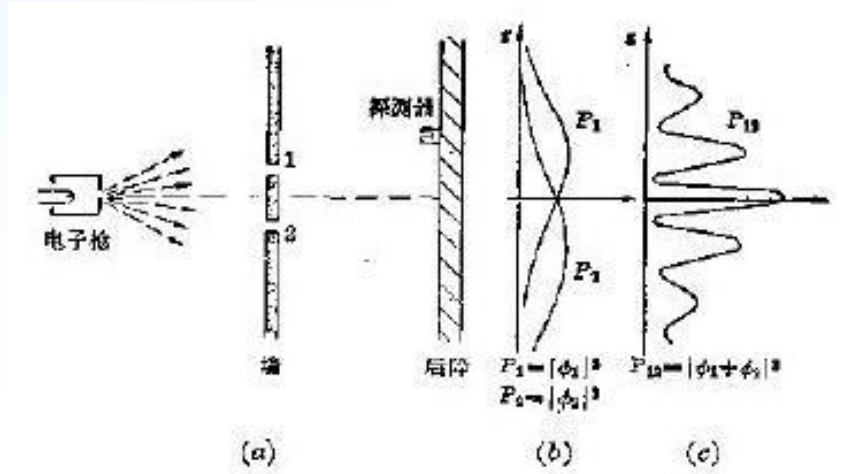 探测器
1
2
电子枪
墙
后障
x
P₁
P₂
P₁=|ϕ₁|²
P₂=|ϕ₂|²
x
P₁₂
P₁₂=|ϕ₁+ϕ₂|²
(a)
(b)
(c)